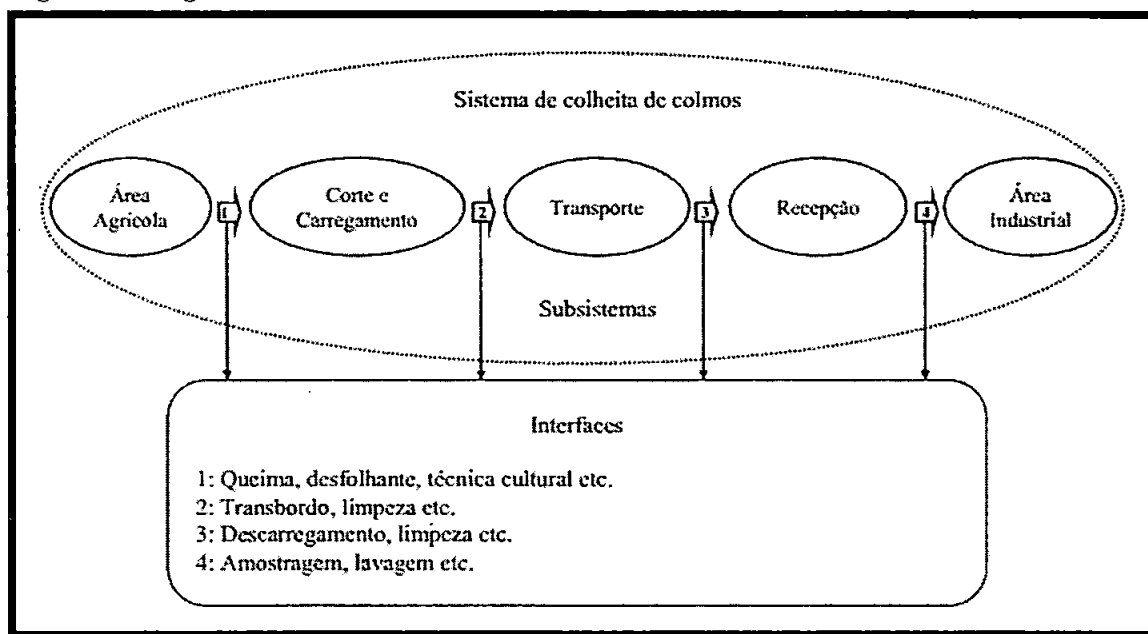 Sistema de colheita de colmos
Área
Agrícola
1
Corte e
Carregamento
2
Transporte
3
Recepção
4
Área
Industrial
Subsistemas
Interfaces
1: Queima, desfolhante, técnica cultural etc.
2: Transbordo, limpeza etc.
3: Descarregamento, limpeza etc.
4: Amostragem, lavagem etc.